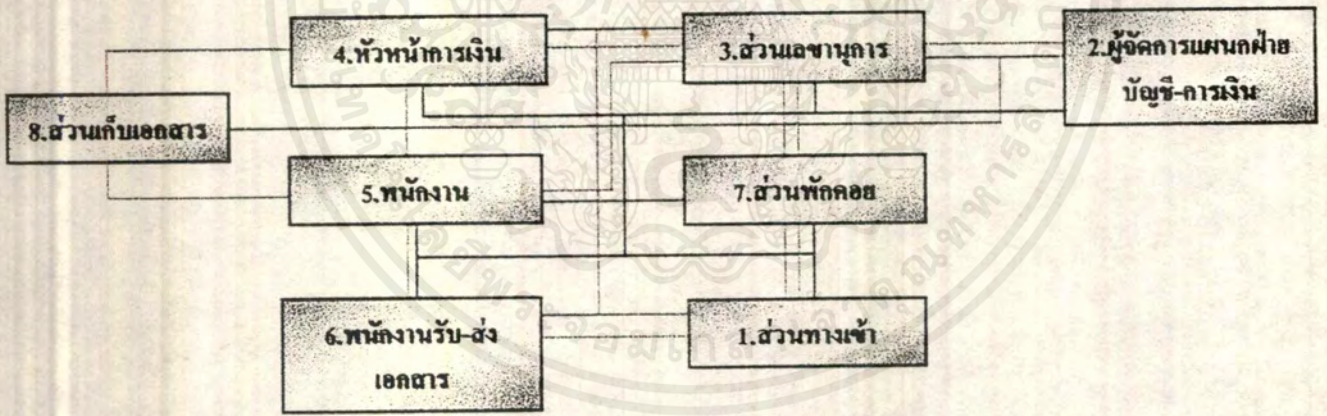 4.หัวหน้าการเงิน
3.ส่วนเลขานุการ
2.ผู้จัดการแผนกฝ่าย
บัญชี-การเงิน
8.ส่วนเก็บเอกสาร
5.พนักงาน
7.ส่วนพักคอย
6.พนักงานรับ-ส่ง
เอกสาร
1.ส่วนทางเข้า